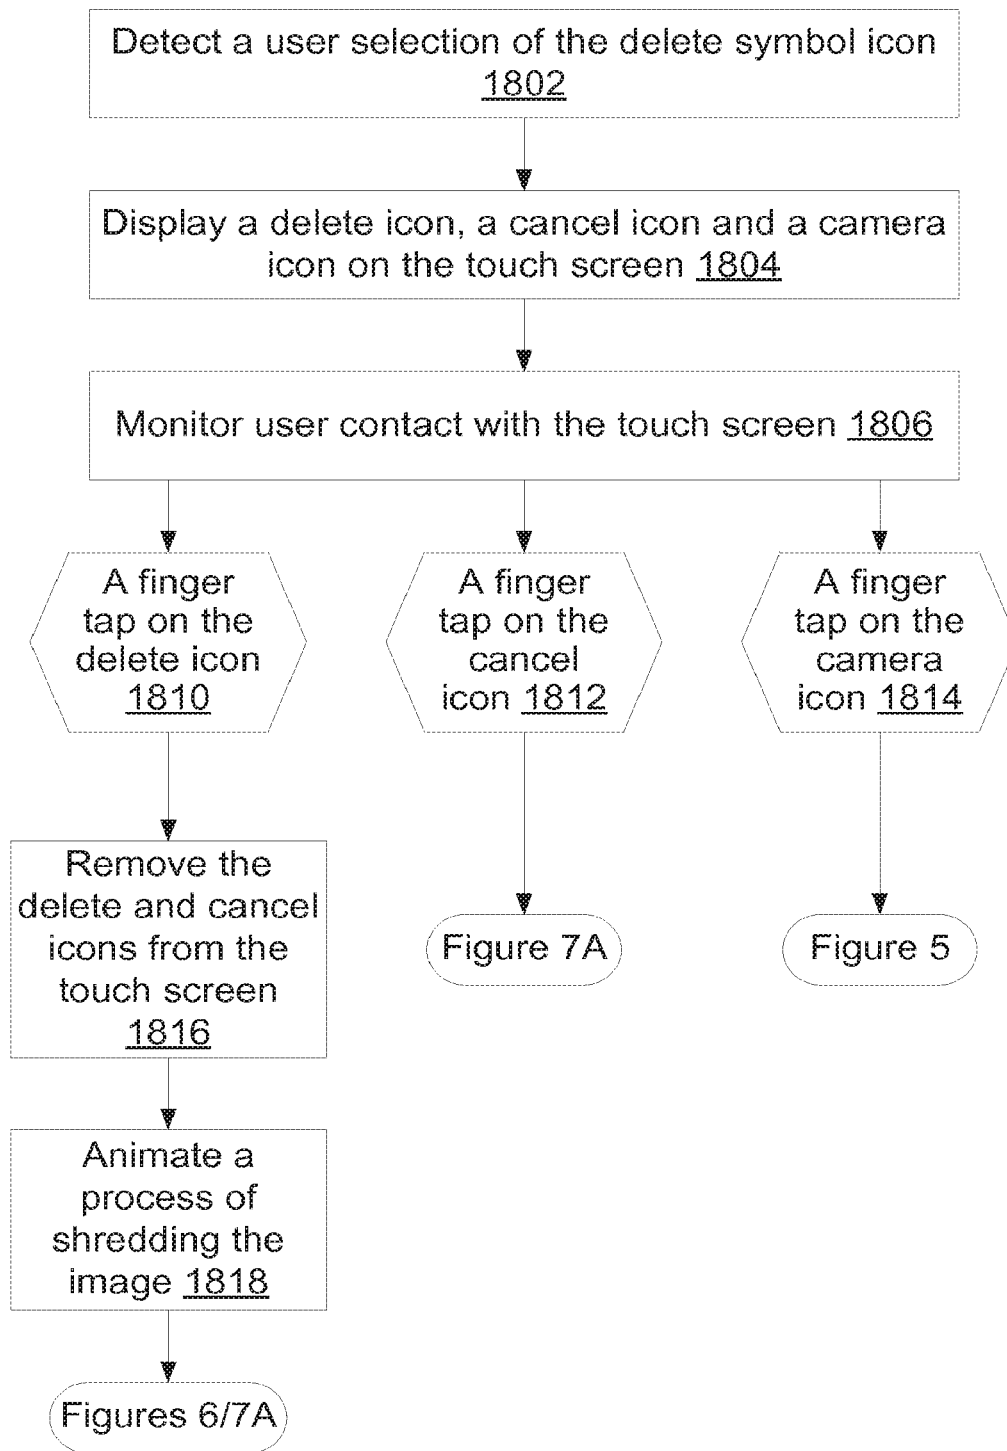 Detect a user selection of the delete symbol icon
1802
Display a delete icon, a cancel icon and a camera
icon on the touch screen 1804
Monitor user contact with the touch screen 1806
A finger
tap on the
delete icon
1810
A finger
tap on the
cancel
icon 1812
A finger
tap on the
camera
icon 1814
Remove the
delete and cancel
icons from the
touch screen
1816
Figure 7A
Figure 5
Animate a
process of
shredding the
image 1818
Figures 6/7A